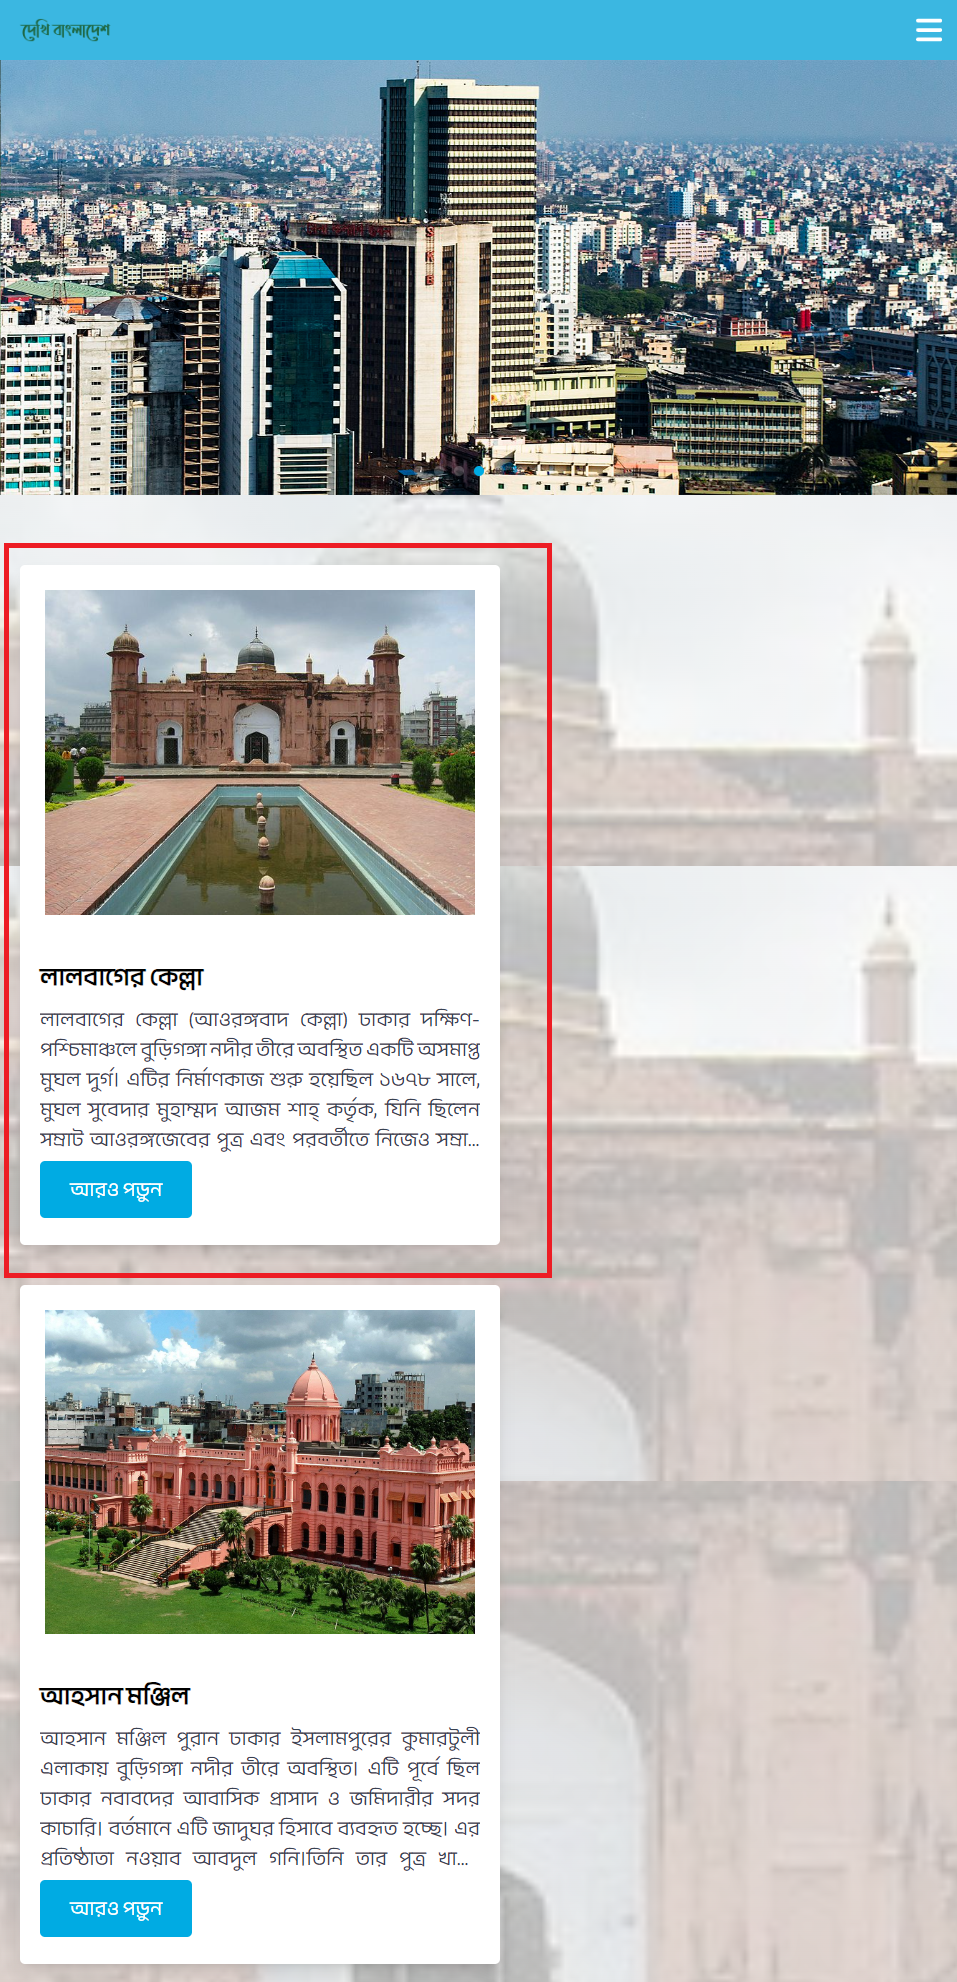 দেখি বাংলাদেশ
লালবাগের কেল্লা
লালবাগের কেল্লা (আওরঙ্গবাদ কেল্লা) ঢাকার দক্ষিণ-
পশ্চিমাঞ্চলে বুড়িগঙ্গা নদীর তীরে অবস্থিত একটি অসমাপ্ত
মুঘল দুর্গ। এটির নির্মাণকাজ শুরু হয়েছিল ১৬৭৮ সালে,
মুঘল সুবেদার মুহাম্মদ আজম শাহ্ কর্তৃক, যিনি ছিলেন
সম্রাট আওরঙ্গজেবের পুত্র এবং পরবর্তীতে নিজেও সম্রা...
আরও পড়ুন
আহসান মঞ্জিল
আহসান মঞ্জিল পুরান ঢাকার ইসলামপুরের কুমারটুলী
এলাকায় বুড়িগঙ্গা নদীর তীরে অবস্থিত। এটি পূর্বে ছিল
ঢাকার নবাবদের আবাসিক প্রাসাদ ও জমিদারীর সদর
কাচারি। বর্তমানে এটি জাদুঘর হিসাবে ব্যবহৃত হচ্ছে। এর
প্রতিষ্ঠাতা নওয়াব আবদুল গনি।তিনি তার পুত্র খা...
আরও পড়ুন